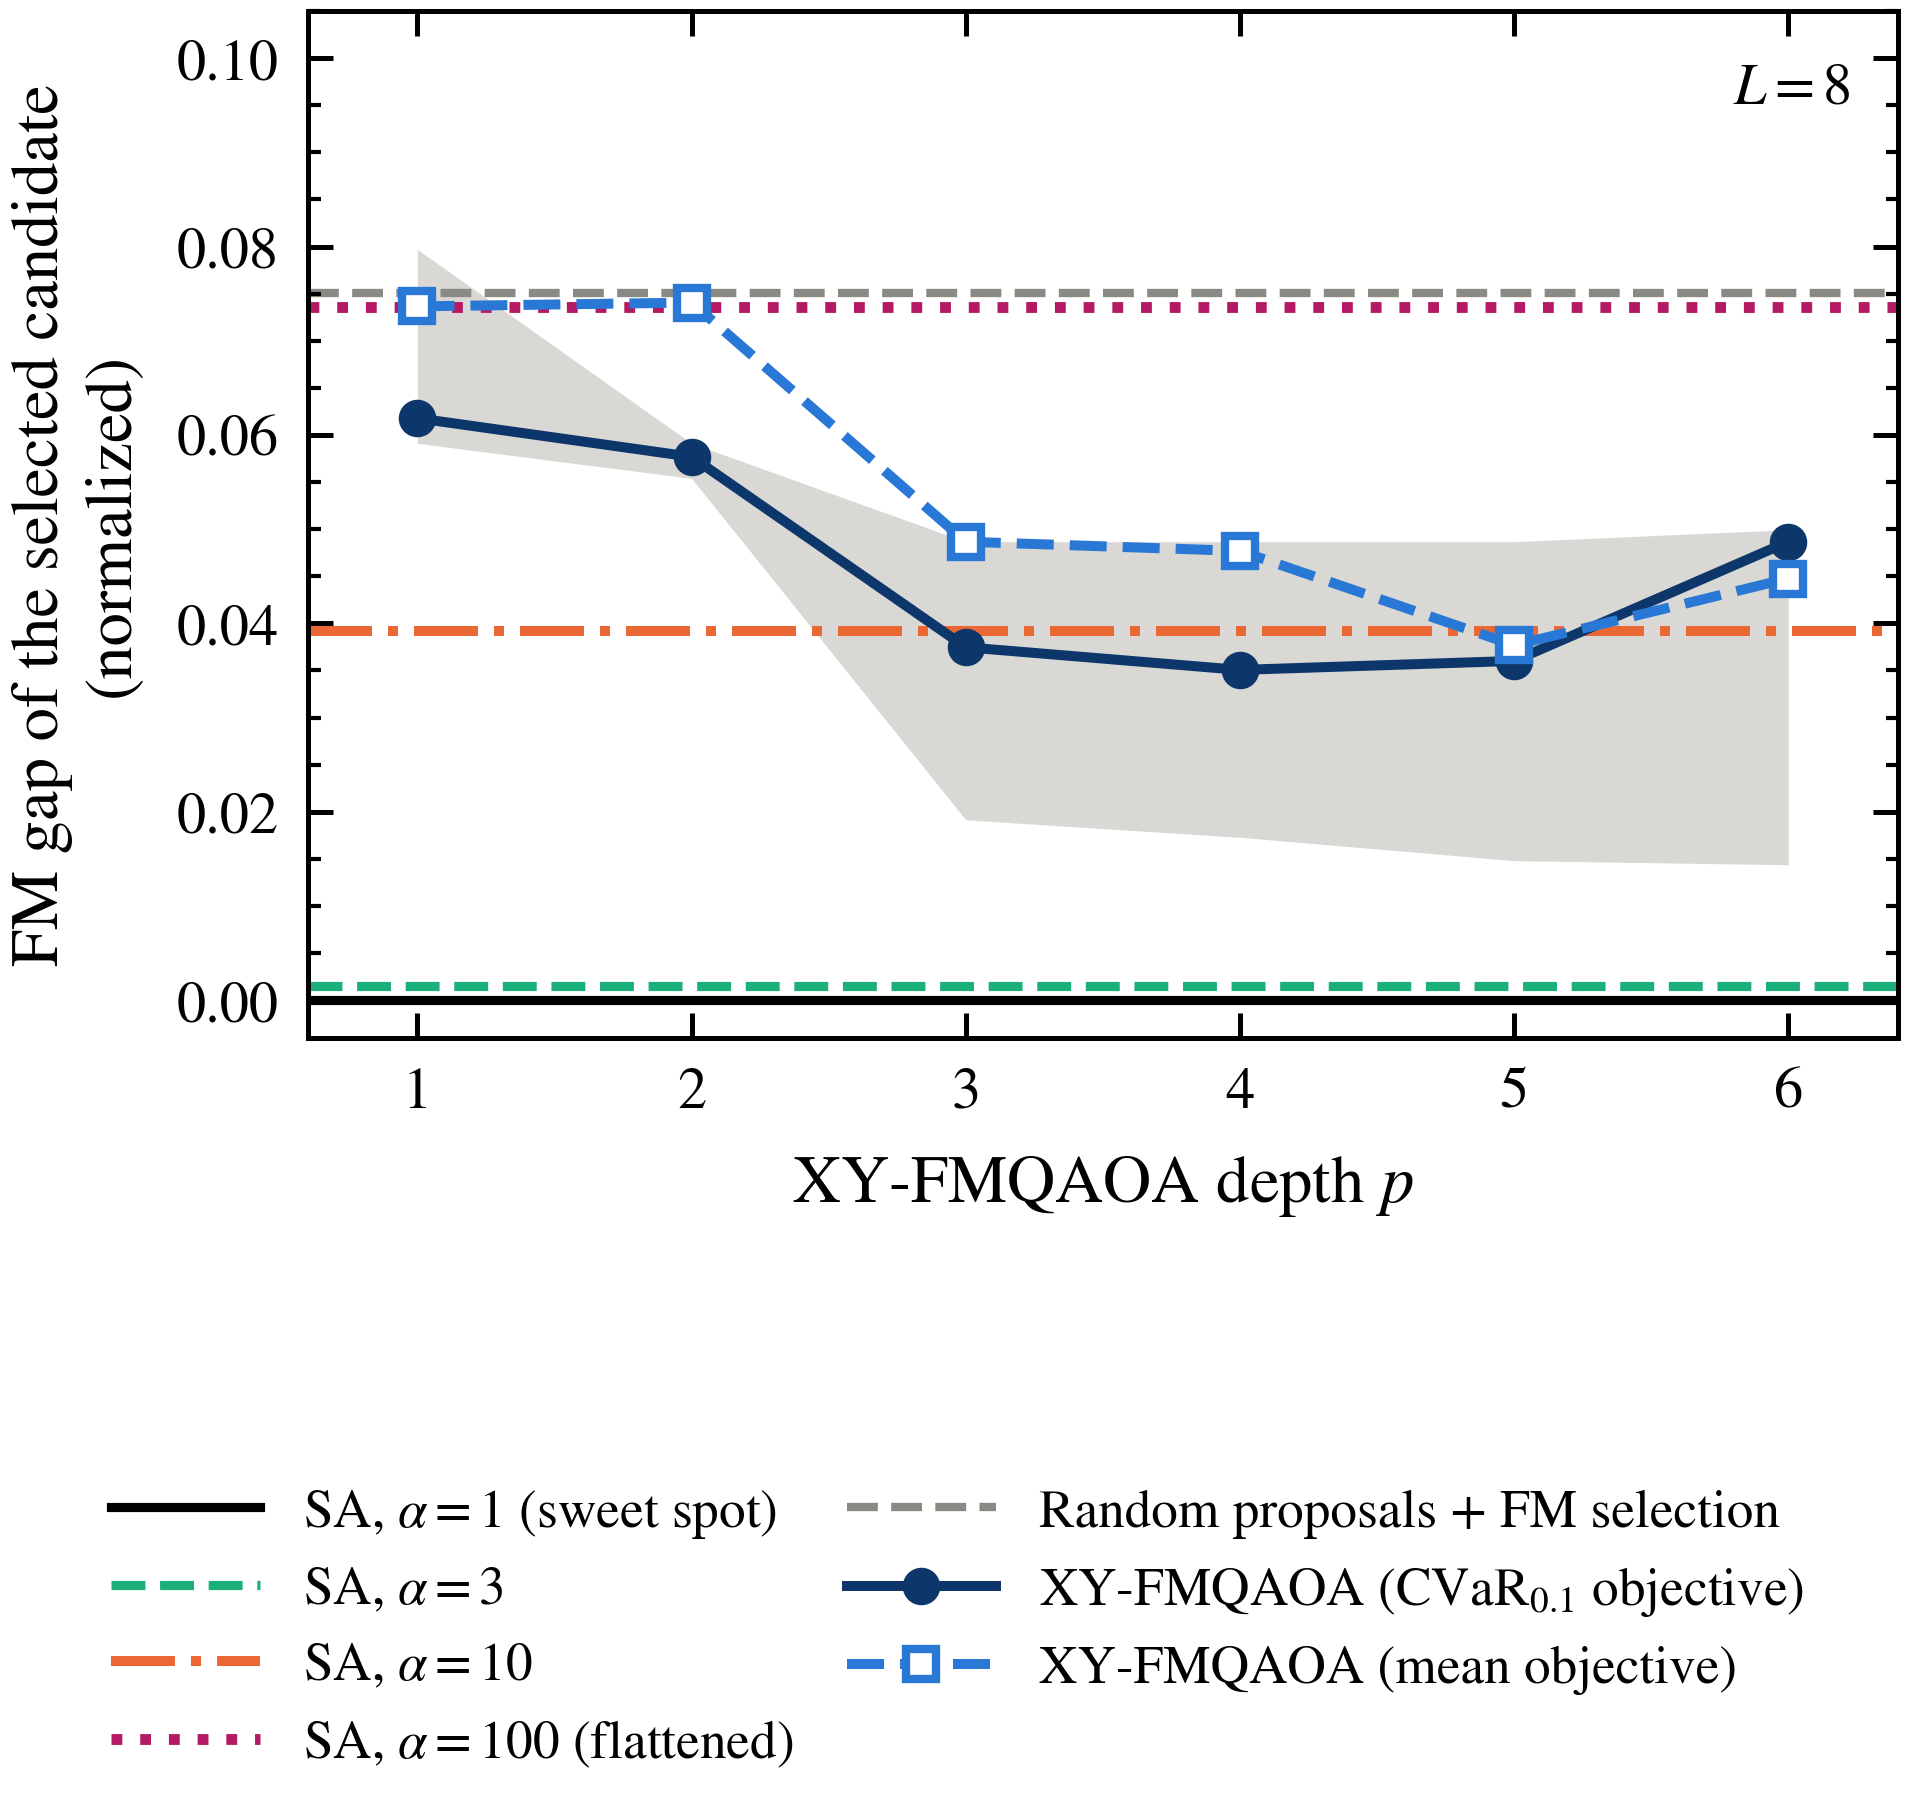 FM gap of the selected candidate
(normalized)
0.10
0.08
0.06
0.04
0.02
0.00
L = 8
1 2 3 4 5 6
XY-FMQAOA depth p
SA, α = 1 (sweet spot)
SA, α = 3
SA, α = 10
SA, α = 100 (flattened)
Random proposals + FM selection
XY-FMQAOA (CVaR₀.₁ objective)
XY-FMQAOA (mean objective)